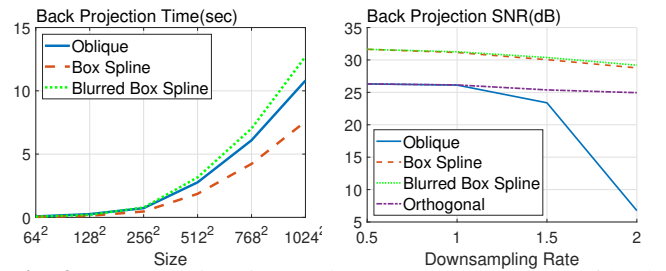 Back Projection Time(sec)
15
10
5
0
Oblique
Box Spline
Blurred Box Spline
64² 128² 256² 512² 768² 1024²
Size
Back Projection SNR(dB)
35
30
25
20
15
10
5
Oblique
Box Spline
Blurred Box Spline
Orthogonal
0.5 1 1.5 2
Downsampling Rate